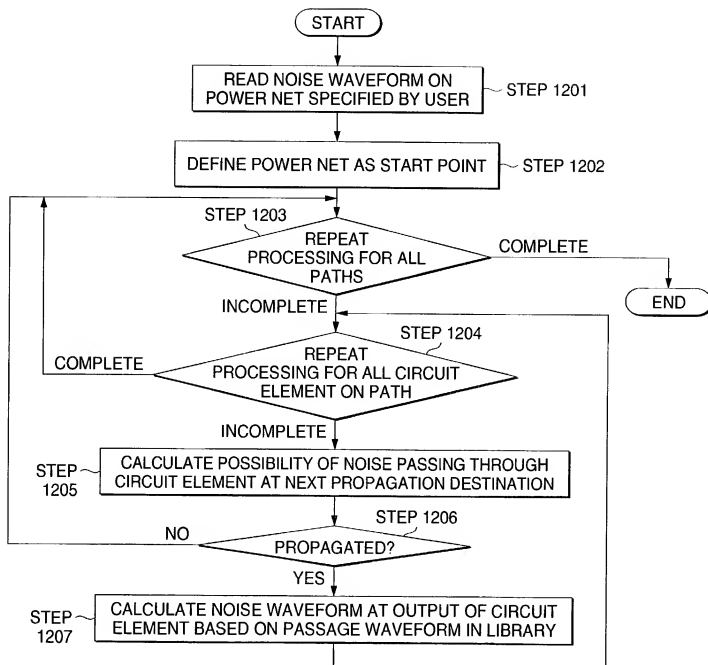 START
READ NOISE WAVEFORM ON
POWER NET SPECIFIED BY USER
STEP 1201
DEFINE POWER NET AS START POINT
STEP 1202
STEP 1203
REPEAT
PROCESSING FOR ALL
PATHS
COMPLETE
END
INCOMPLETE
STEP 1204
REPEAT
PROCESSING FOR ALL CIRCUIT
ELEMENT ON PATH
COMPLETE
INCOMPLETE
STEP
1205
CALCULATE POSSIBILITY OF NOISE PASSING THROUGH
CIRCUIT ELEMENT AT NEXT PROPAGATION DESTINATION
STEP 1206
NO
PROPAGATED?
YES
STEP
1207
CALCULATE NOISE WAVEFORM AT OUTPUT OF CIRCUIT
ELEMENT BASED ON PASSAGE WAVEFORM IN LIBRARY